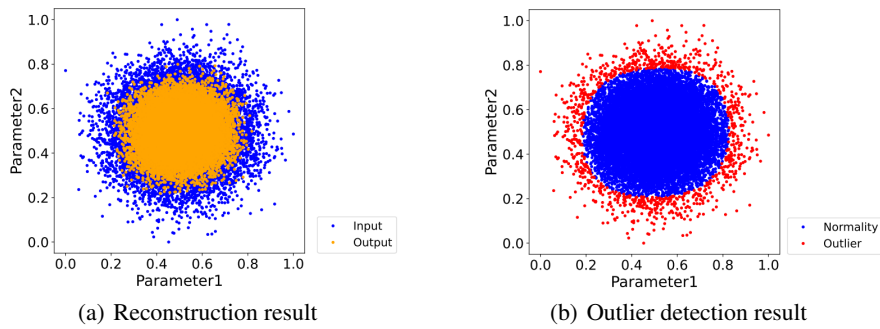 1.0
0.8
0.6
0.4
0.2
0.0
Parameter2
0.0 0.2 0.4 0.6 0.8 1.0
Parameter1
Input
Output
(a) Reconstruction result
1.0
0.8
0.6
0.4
0.2
0.0
Parameter2
0.0 0.2 0.4 0.6 0.8 1.0
Parameter1
Normality
Outlier
(b) Outlier detection result